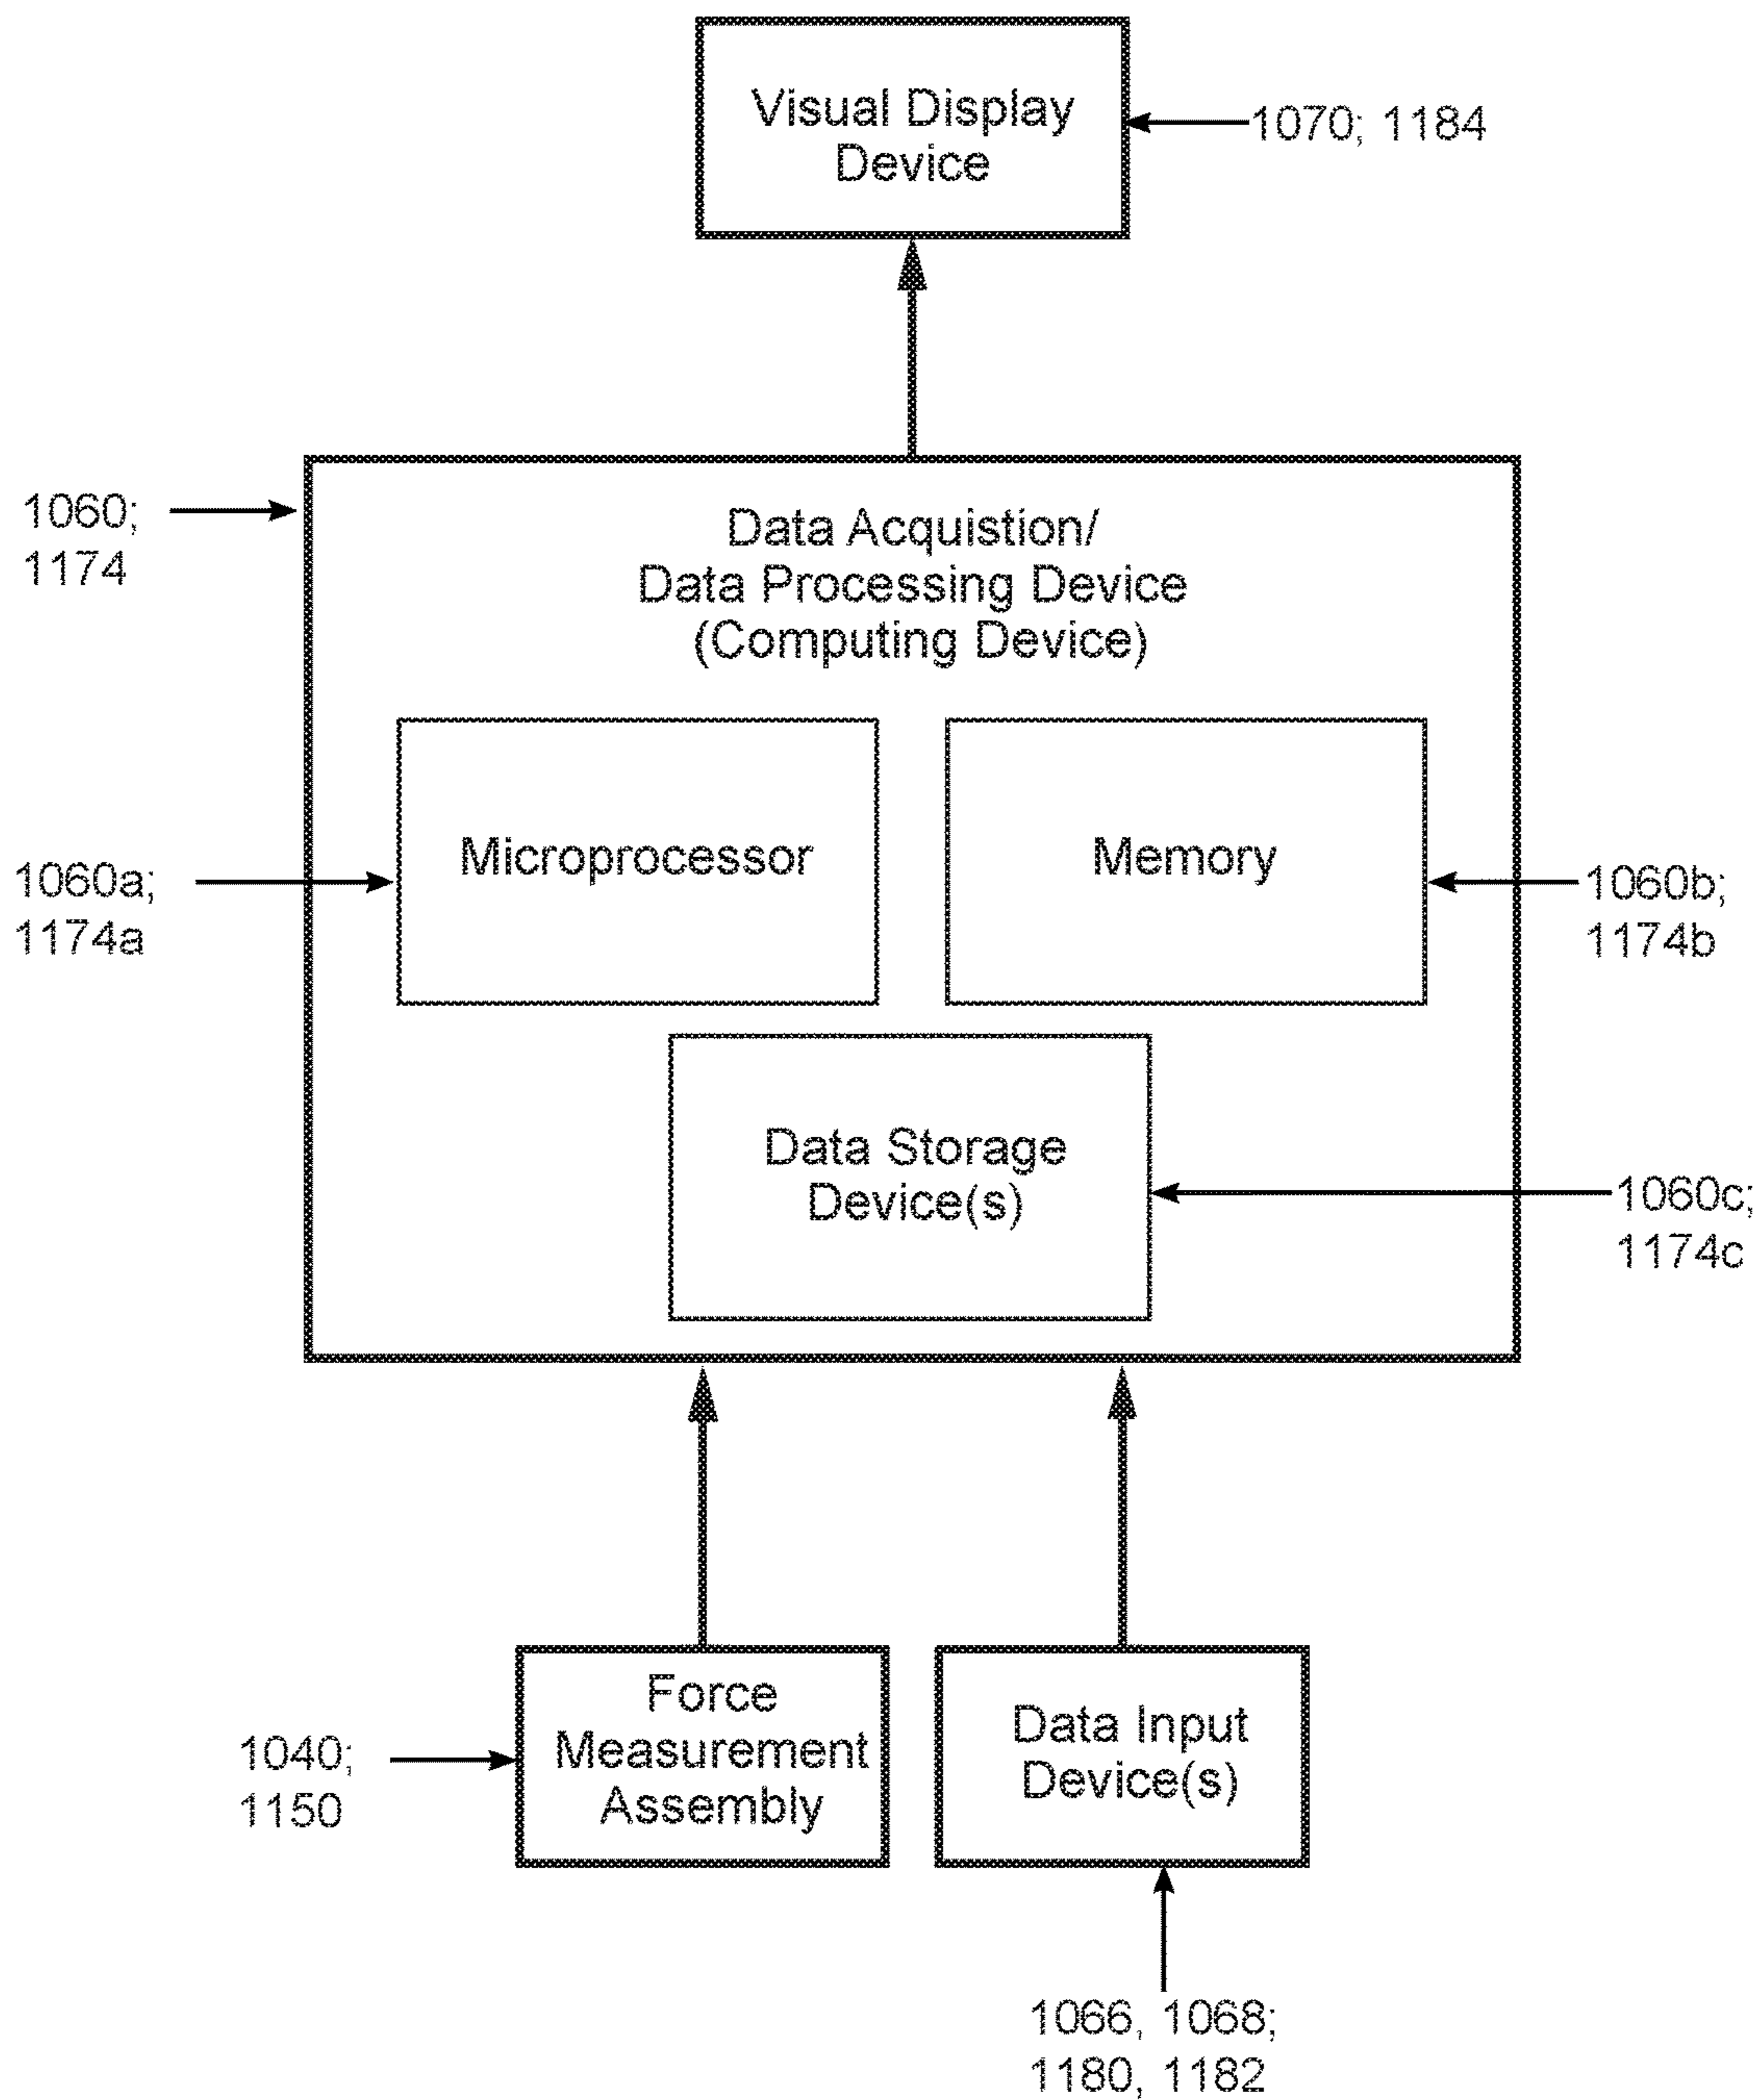 Visual Display
Device
1070; 1184
1060;
1174
Data Acquistion/
Data Processing Device
(Computing Device)
Microprocessor
Memory
1060a;
1174a
1060b;
1174b
Data Storage
Device(s)
1060c;
1174c
Force
Measurement
Assembly
Data Input
Device(s)
1040;
1150
1066, 1068;
1180, 1182